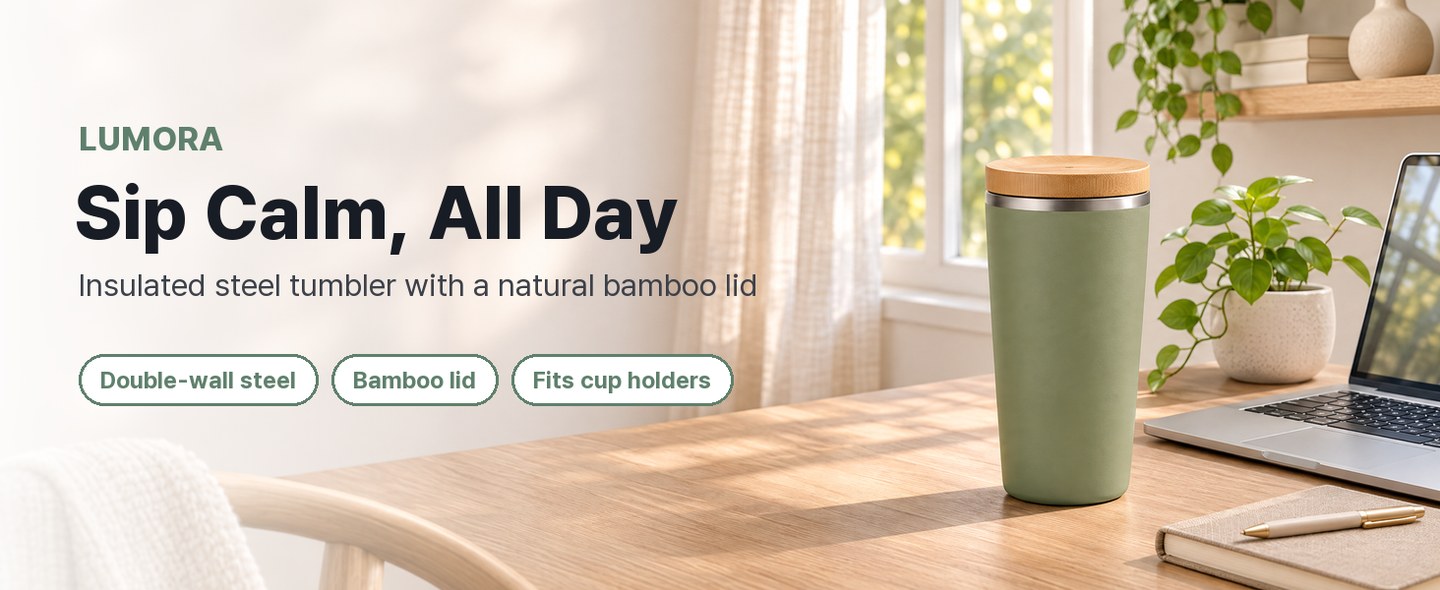 LUMORA
Sip Calm, All Day
Insulated steel tumbler with a natural bamboo lid
Double-wall steel
Bamboo lid
Fits cup holders